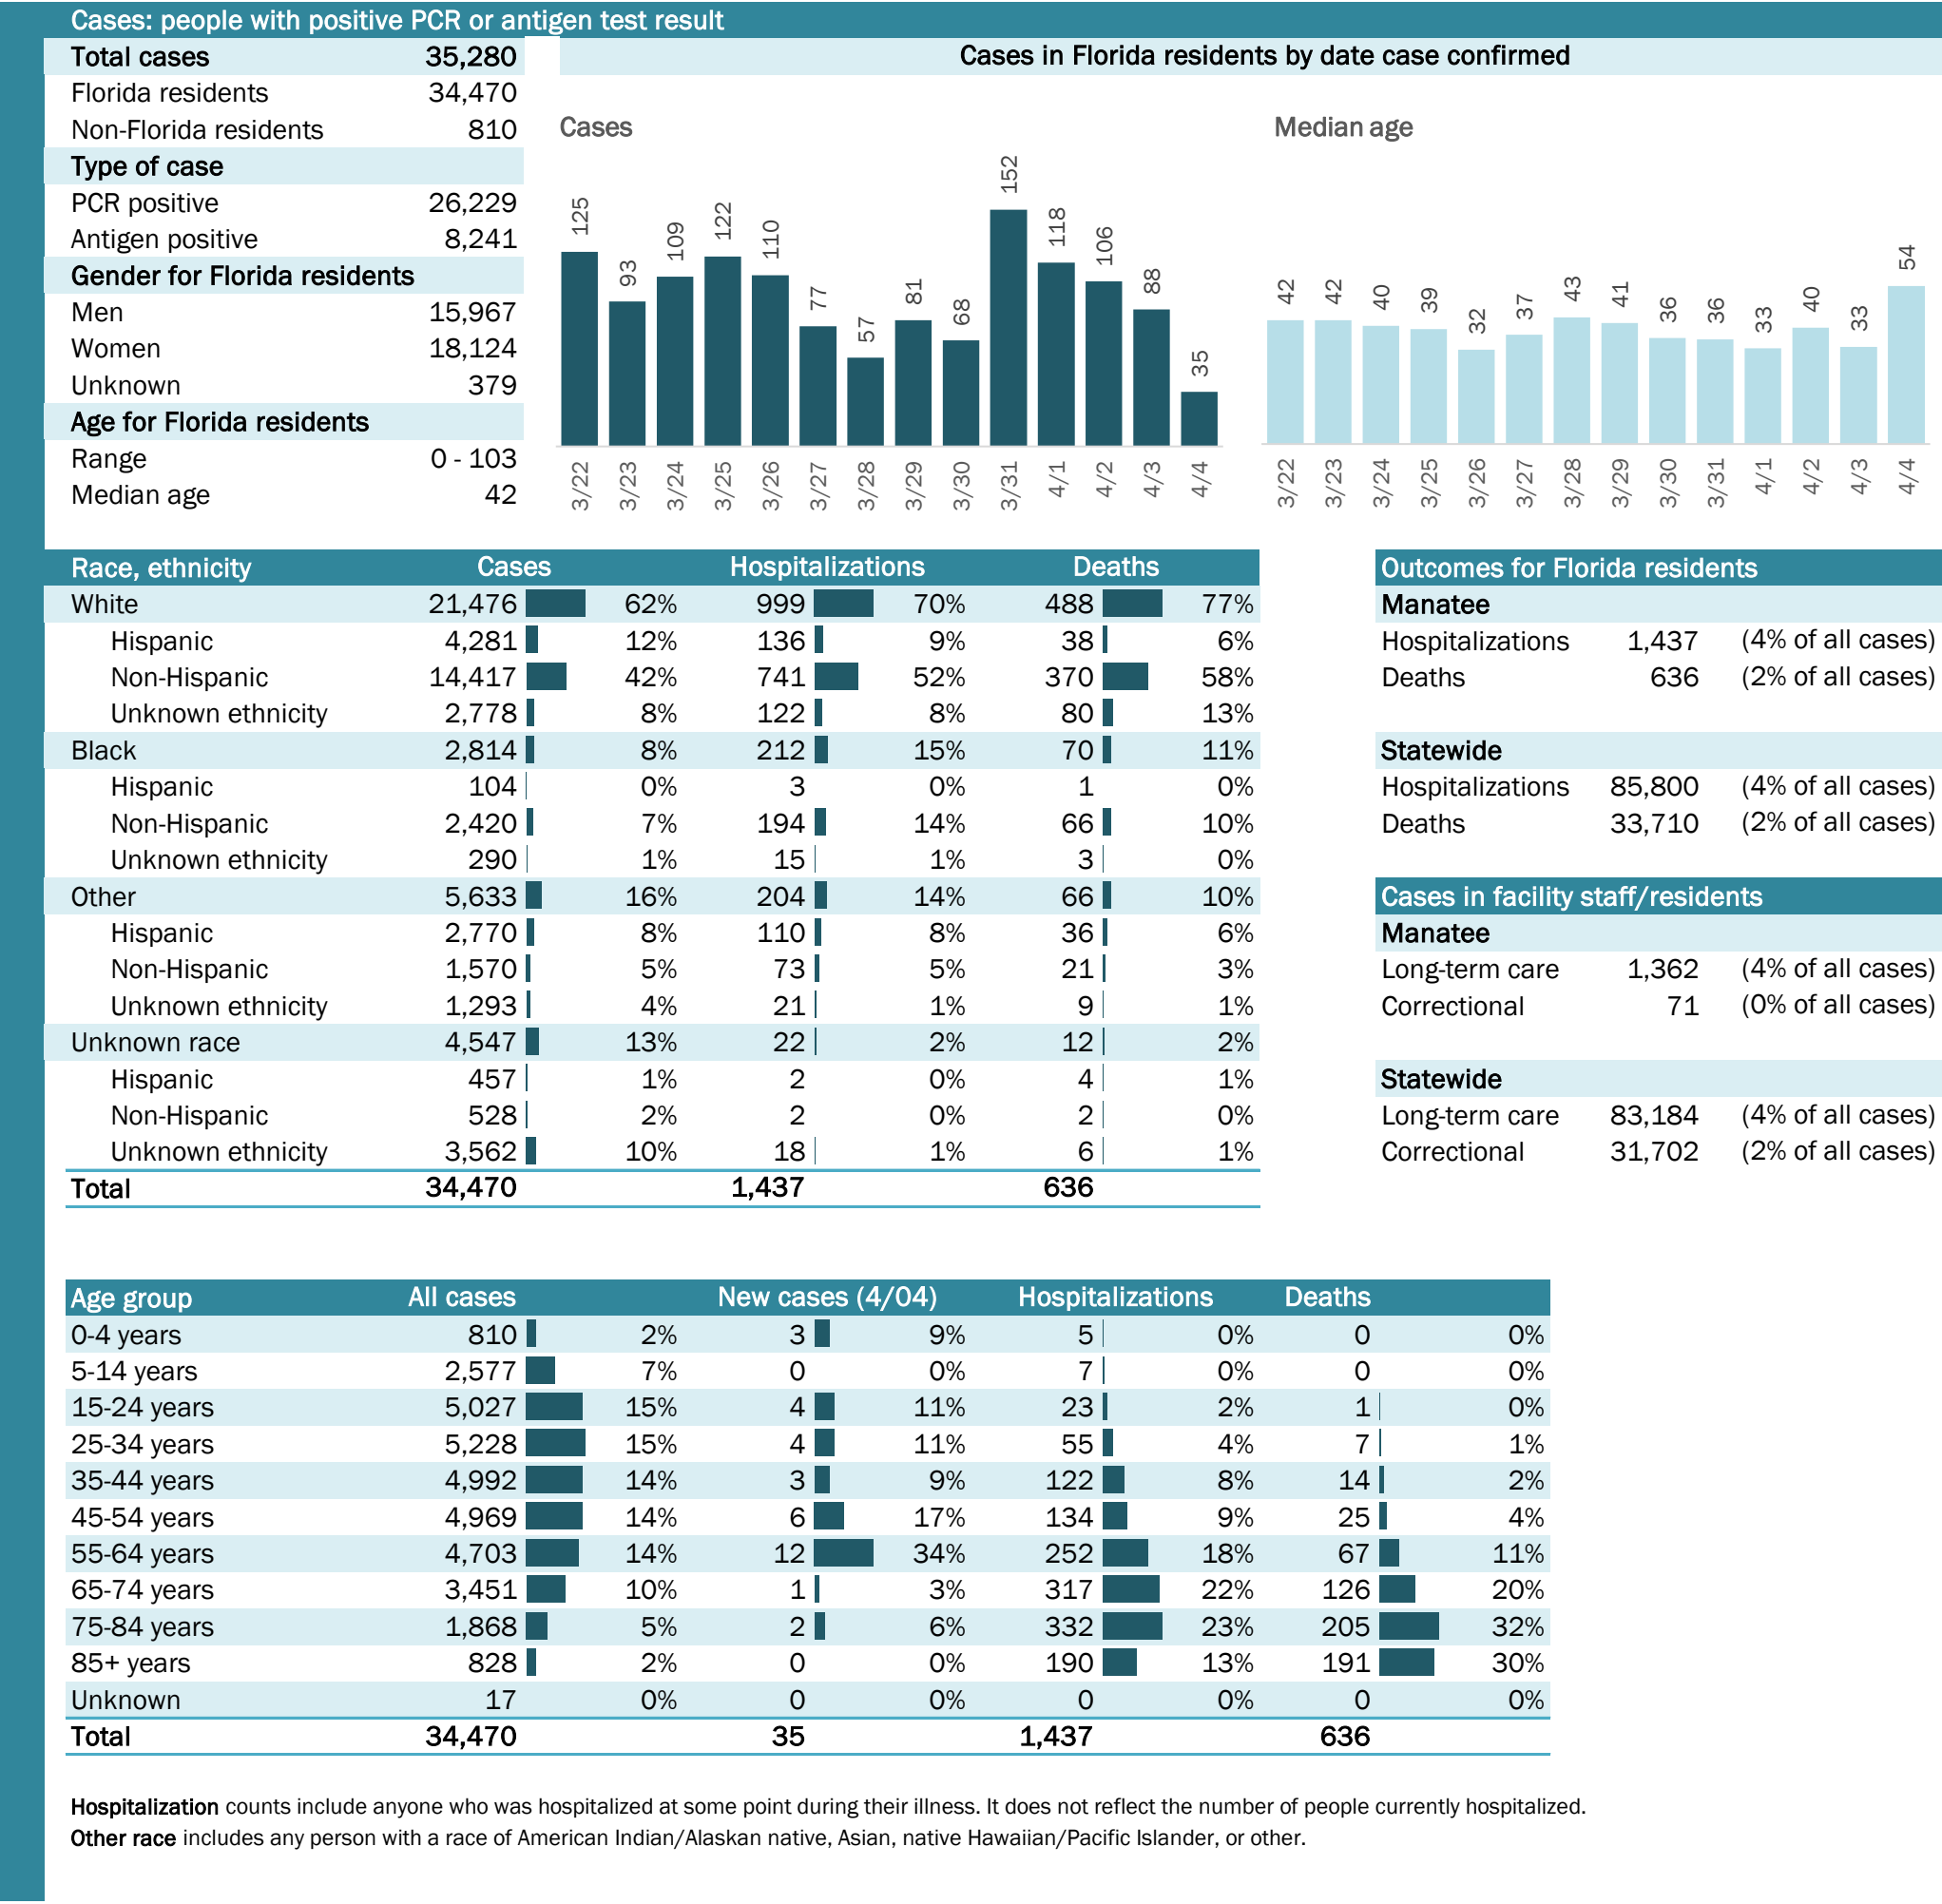 Cases: people with positive PCR or antigen test result
Total cases 35,280
Florida residents 34,470
Non-Florida residents 810
Type of case
PCR positive 26,229
Antigen positive 8,241
Gender for Florida residents
Men 15,967
Women 18,124
Unknown 379
Age for Florida residents
Range 0 - 103
Median age 42
Cases in Florida residents by date case confirmed
Cases
125 93 109 122 110 77 57 81 68 152 118 106 88 35
3/22 3/23 3/24 3/25 3/26 3/27 3/28 3/29 3/30 3/31 4/1 4/2 4/3 4/4
Median age
42 42 40 39 32 37 43 41 36 36 33 40 33 54
3/22 3/23 3/24 3/25 3/26 3/27 3/28 3/29 3/30 3/31 4/1 4/2 4/3 4/4
Race, ethnicity Cases Hospitalizations Deaths
White 21,476 62% 999 70% 488 77%
Hispanic 4,281 12% 136 9% 38 6%
Non-Hispanic 14,417 42% 741 52% 370 58%
Unknown ethnicity 2,778 8% 122 8% 80 13%
Black 2,814 8% 212 15% 70 11%
Hispanic 104 0% 3 0% 1 0%
Non-Hispanic 2,420 7% 194 14% 66 10%
Unknown ethnicity 290 1% 15 1% 3 0%
Other 5,633 16% 204 14% 66 10%
Hispanic 2,770 8% 110 8% 36 6%
Non-Hispanic 1,570 5% 73 5% 21 3%
Unknown ethnicity 1,293 4% 21 1% 9 1%
Unknown race 4,547 13% 22 2% 12 2%
Hispanic 457 1% 2 0% 4 1%
Non-Hispanic 528 2% 2 0% 2 0%
Unknown ethnicity 3,562 10% 18 1% 6 1%
Total 34,470 1,437 636
Outcomes for Florida residents
Manatee
Hospitalizations 1,437 (4% of all cases)
Deaths 636 (2% of all cases)
Statewide
Hospitalizations 85,800 (4% of all cases)
Deaths 33,710 (2% of all cases)
Cases in facility staff/residents
Manatee
Long-term care 1,362 (4% of all cases)
Correctional 71 (0% of all cases)
Statewide
Long-term care 83,184 (4% of all cases)
Correctional 31,702 (2% of all cases)
Age group All cases New cases (4/04) Hospitalizations Deaths
0-4 years 810 2% 3 9% 5 0% 0 0%
5-14 years 2,577 7% 0 0% 7 0% 0 0%
15-24 years 5,027 15% 4 11% 23 2% 1 0%
25-34 years 5,228 15% 4 11% 55 4% 7 1%
35-44 years 4,992 14% 3 9% 122 8% 14 2%
45-54 years 4,969 14% 6 17% 134 9% 25 4%
55-64 years 4,703 14% 12 34% 252 18% 67 11%
65-74 years 3,451 10% 1 3% 317 22% 126 20%
75-84 years 1,868 5% 2 6% 332 23% 205 32%
85+ years 828 2% 0 0% 190 13% 191 30%
Unknown 17 0% 0 0% 0 0% 0 0%
Total 34,470 35 1,437 636
Hospitalization counts include anyone who was hospitalized at some point during their illness. It does not reflect the number of people currently hospitalized.
Other race includes any person with a race of American Indian/Alaskan native, Asian, native Hawaiian/Pacific Islander, or other.